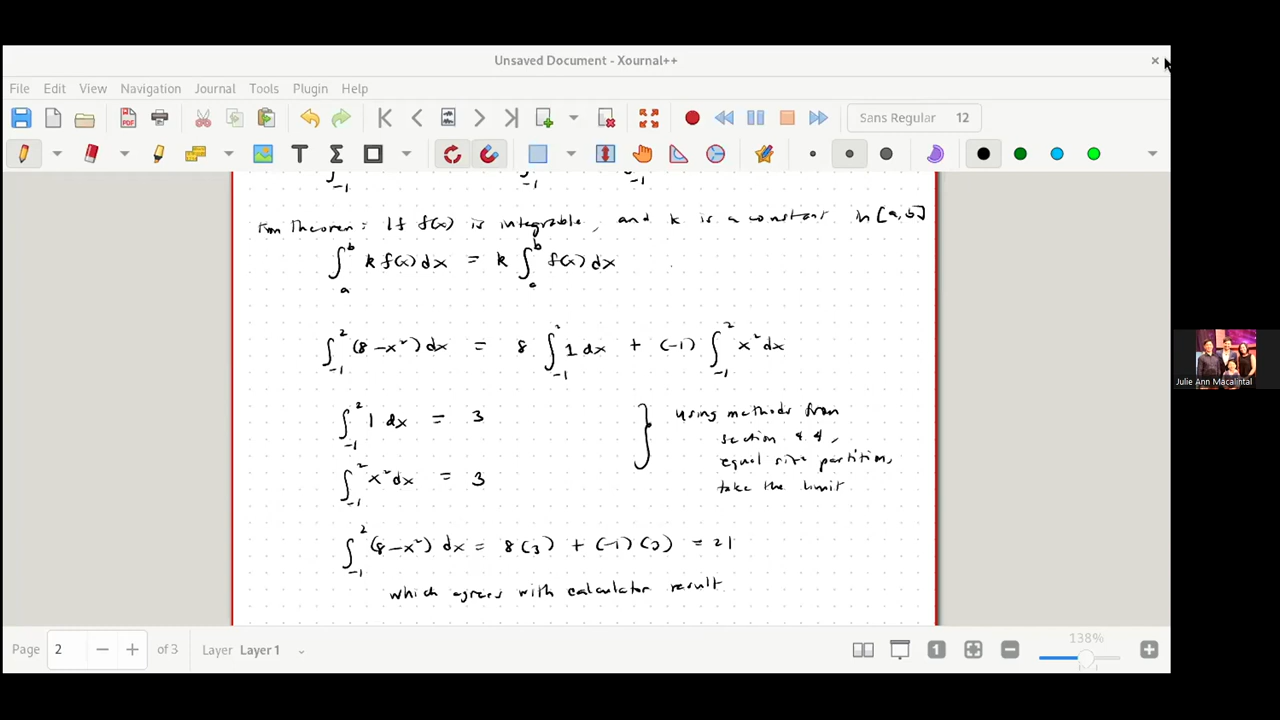 Unsaved Document - Xournal++
File Edit View Navigation Journal Tools Plugin Help
Sans Regular 12
∫_{-1} ∫_{-1} ∫_{-1}
Theorem: If f(x) is integrable, and k is a constant in [a,b]
∫_a^b k f(x) dx = k ∫_a^b f(x) dx
∫_{-1}^2 (8-x²) dx = 8 ∫_{-1}^2 1 dx + (-1) ∫_{-1}^2 x² dx
∫_{-1}^2 1 dx = 3 } using methods from
section 4.4,
equal size partition,
∫_{-1}^2 x² dx = 3 take the limit
∫_{-1}^2 (8-x²) dx = 8(3) + (-1)(3) = 21
which agrees with calculator result
Julie Ann Macalintal
Page 2 of 3 Layer Layer 1
138%